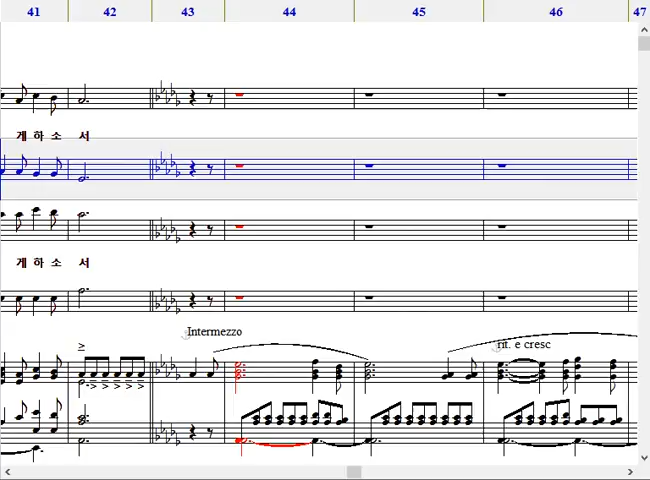 41 42 43 44 45 46 47
게 하 소 서
게 하 소 서
Intermezzo
rit. e cresc